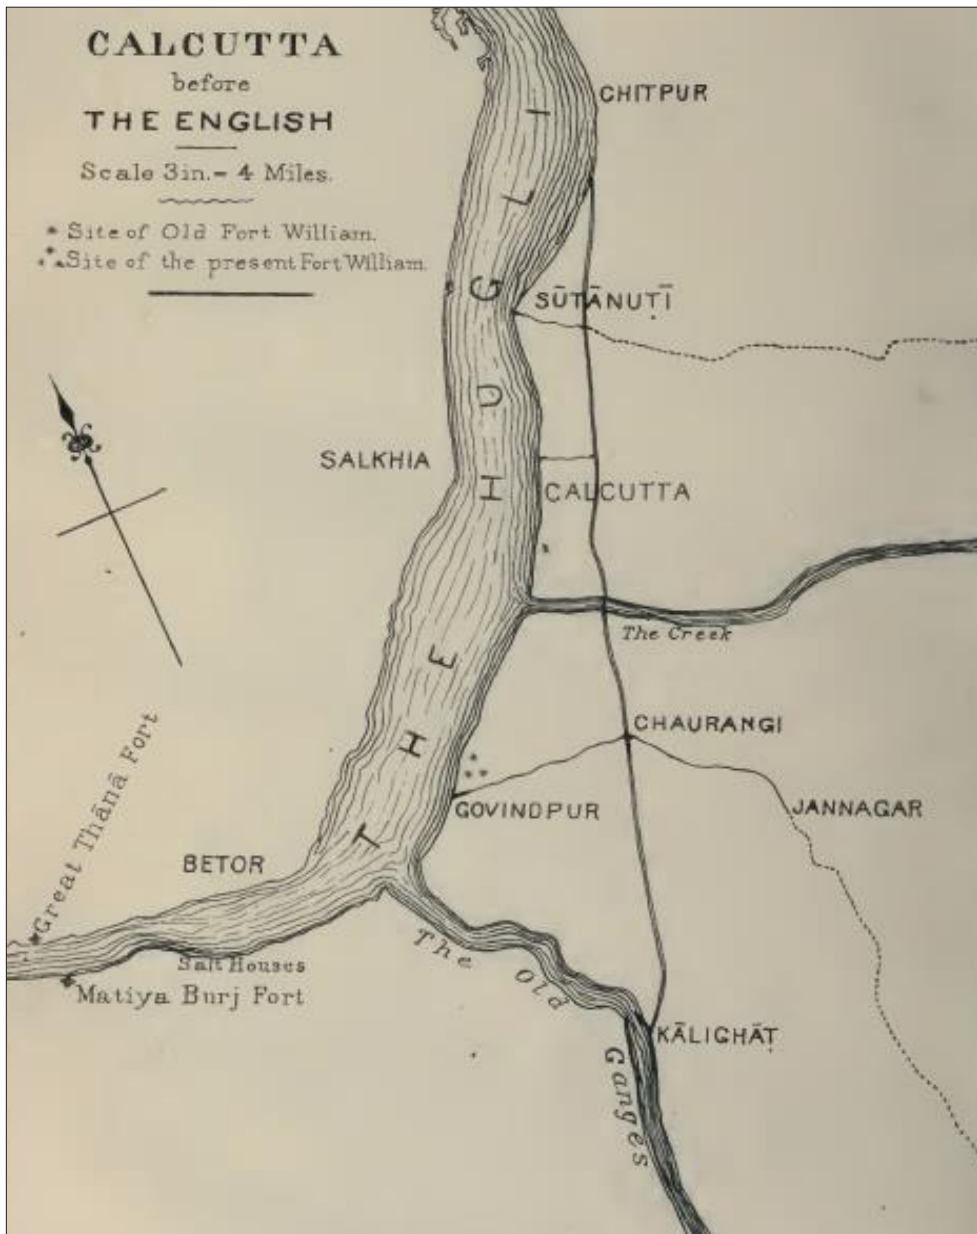 CALCUTTA
before
THE ENGLISH
Scale 3in.= 4 Miles.
* Site of Old Fort William.
Site of the present Fort William.
CHITPUR
THE HUGLI
SŪTĀNUṬĪ
SALKHIA
CALCUTTA
The Creek
CHAURANGI
GOVINDPUR
JANNAGAR
BETOR
Great Thānā Fort
Salt Houses
Matiya Burj Fort
The Old Ganges
KĀLIGHĀṬ